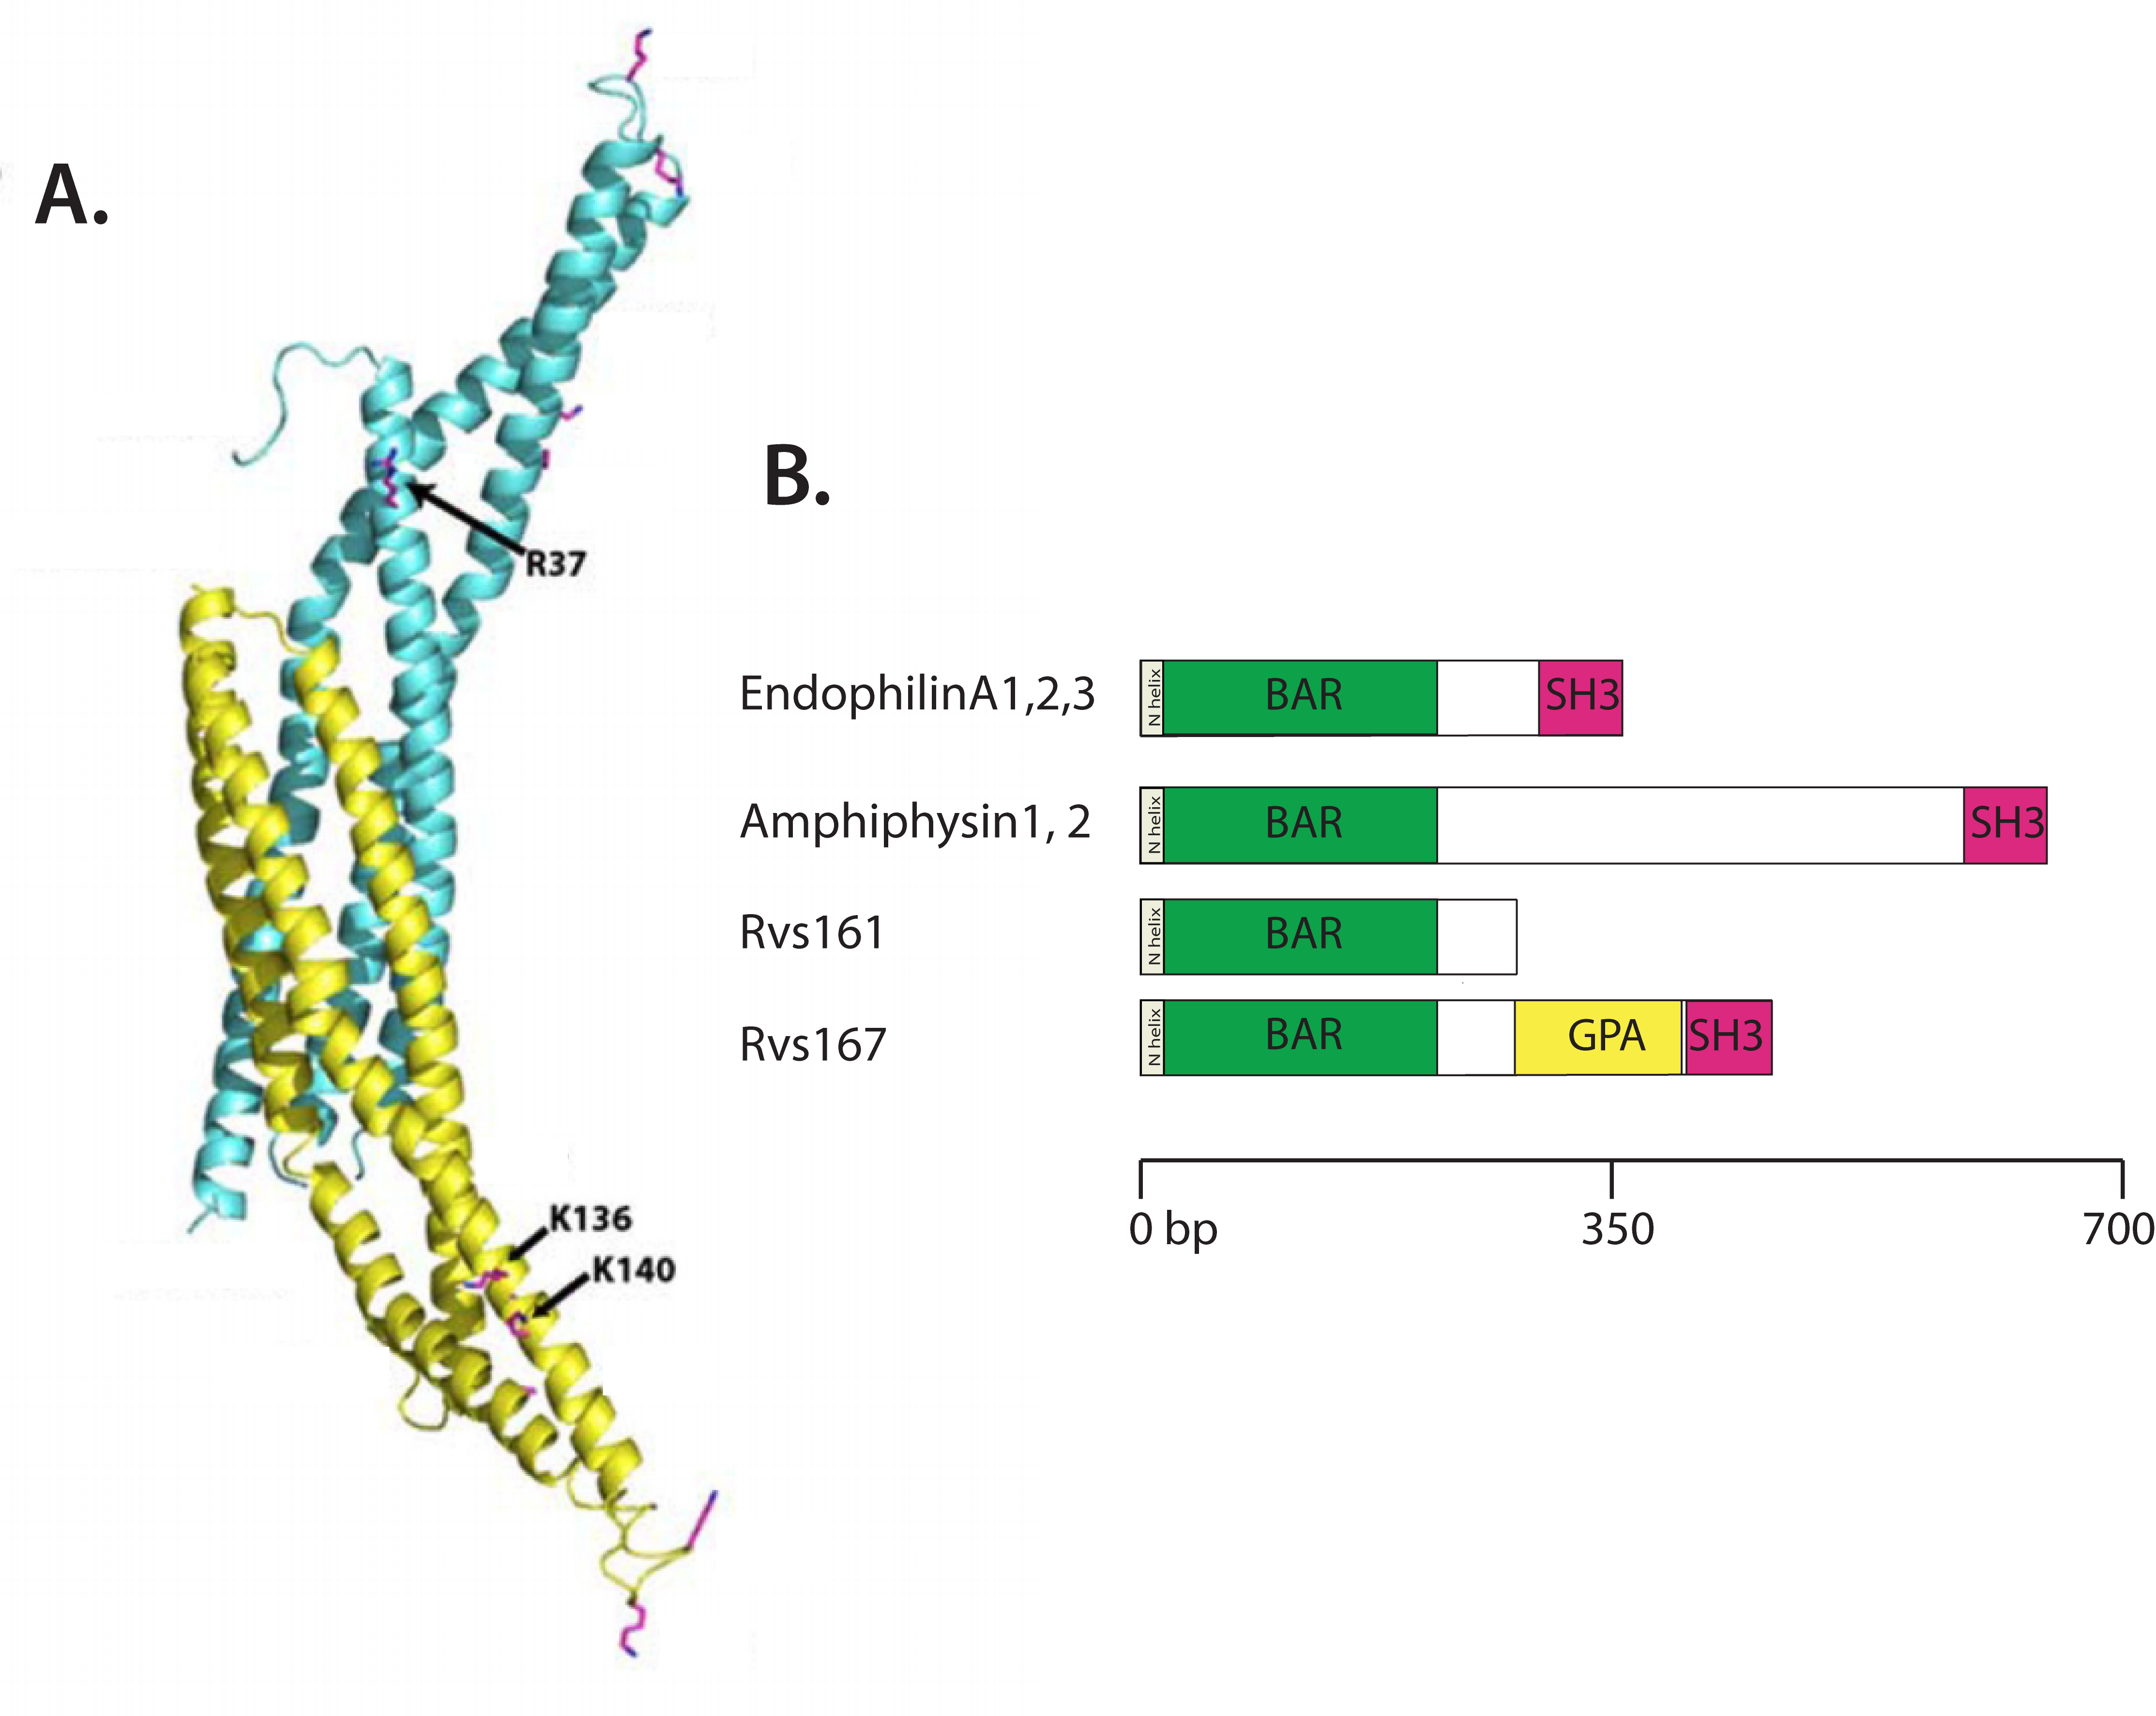 A.
R37
K136
K140
B.
EndophilinA1,2,3
N helix
BAR
SH3
Amphiphysin1, 2
N helix
BAR
SH3
Rvs161
N helix
BAR
Rvs167
N helix
BAR
GPA
SH3
0 bp
350
700